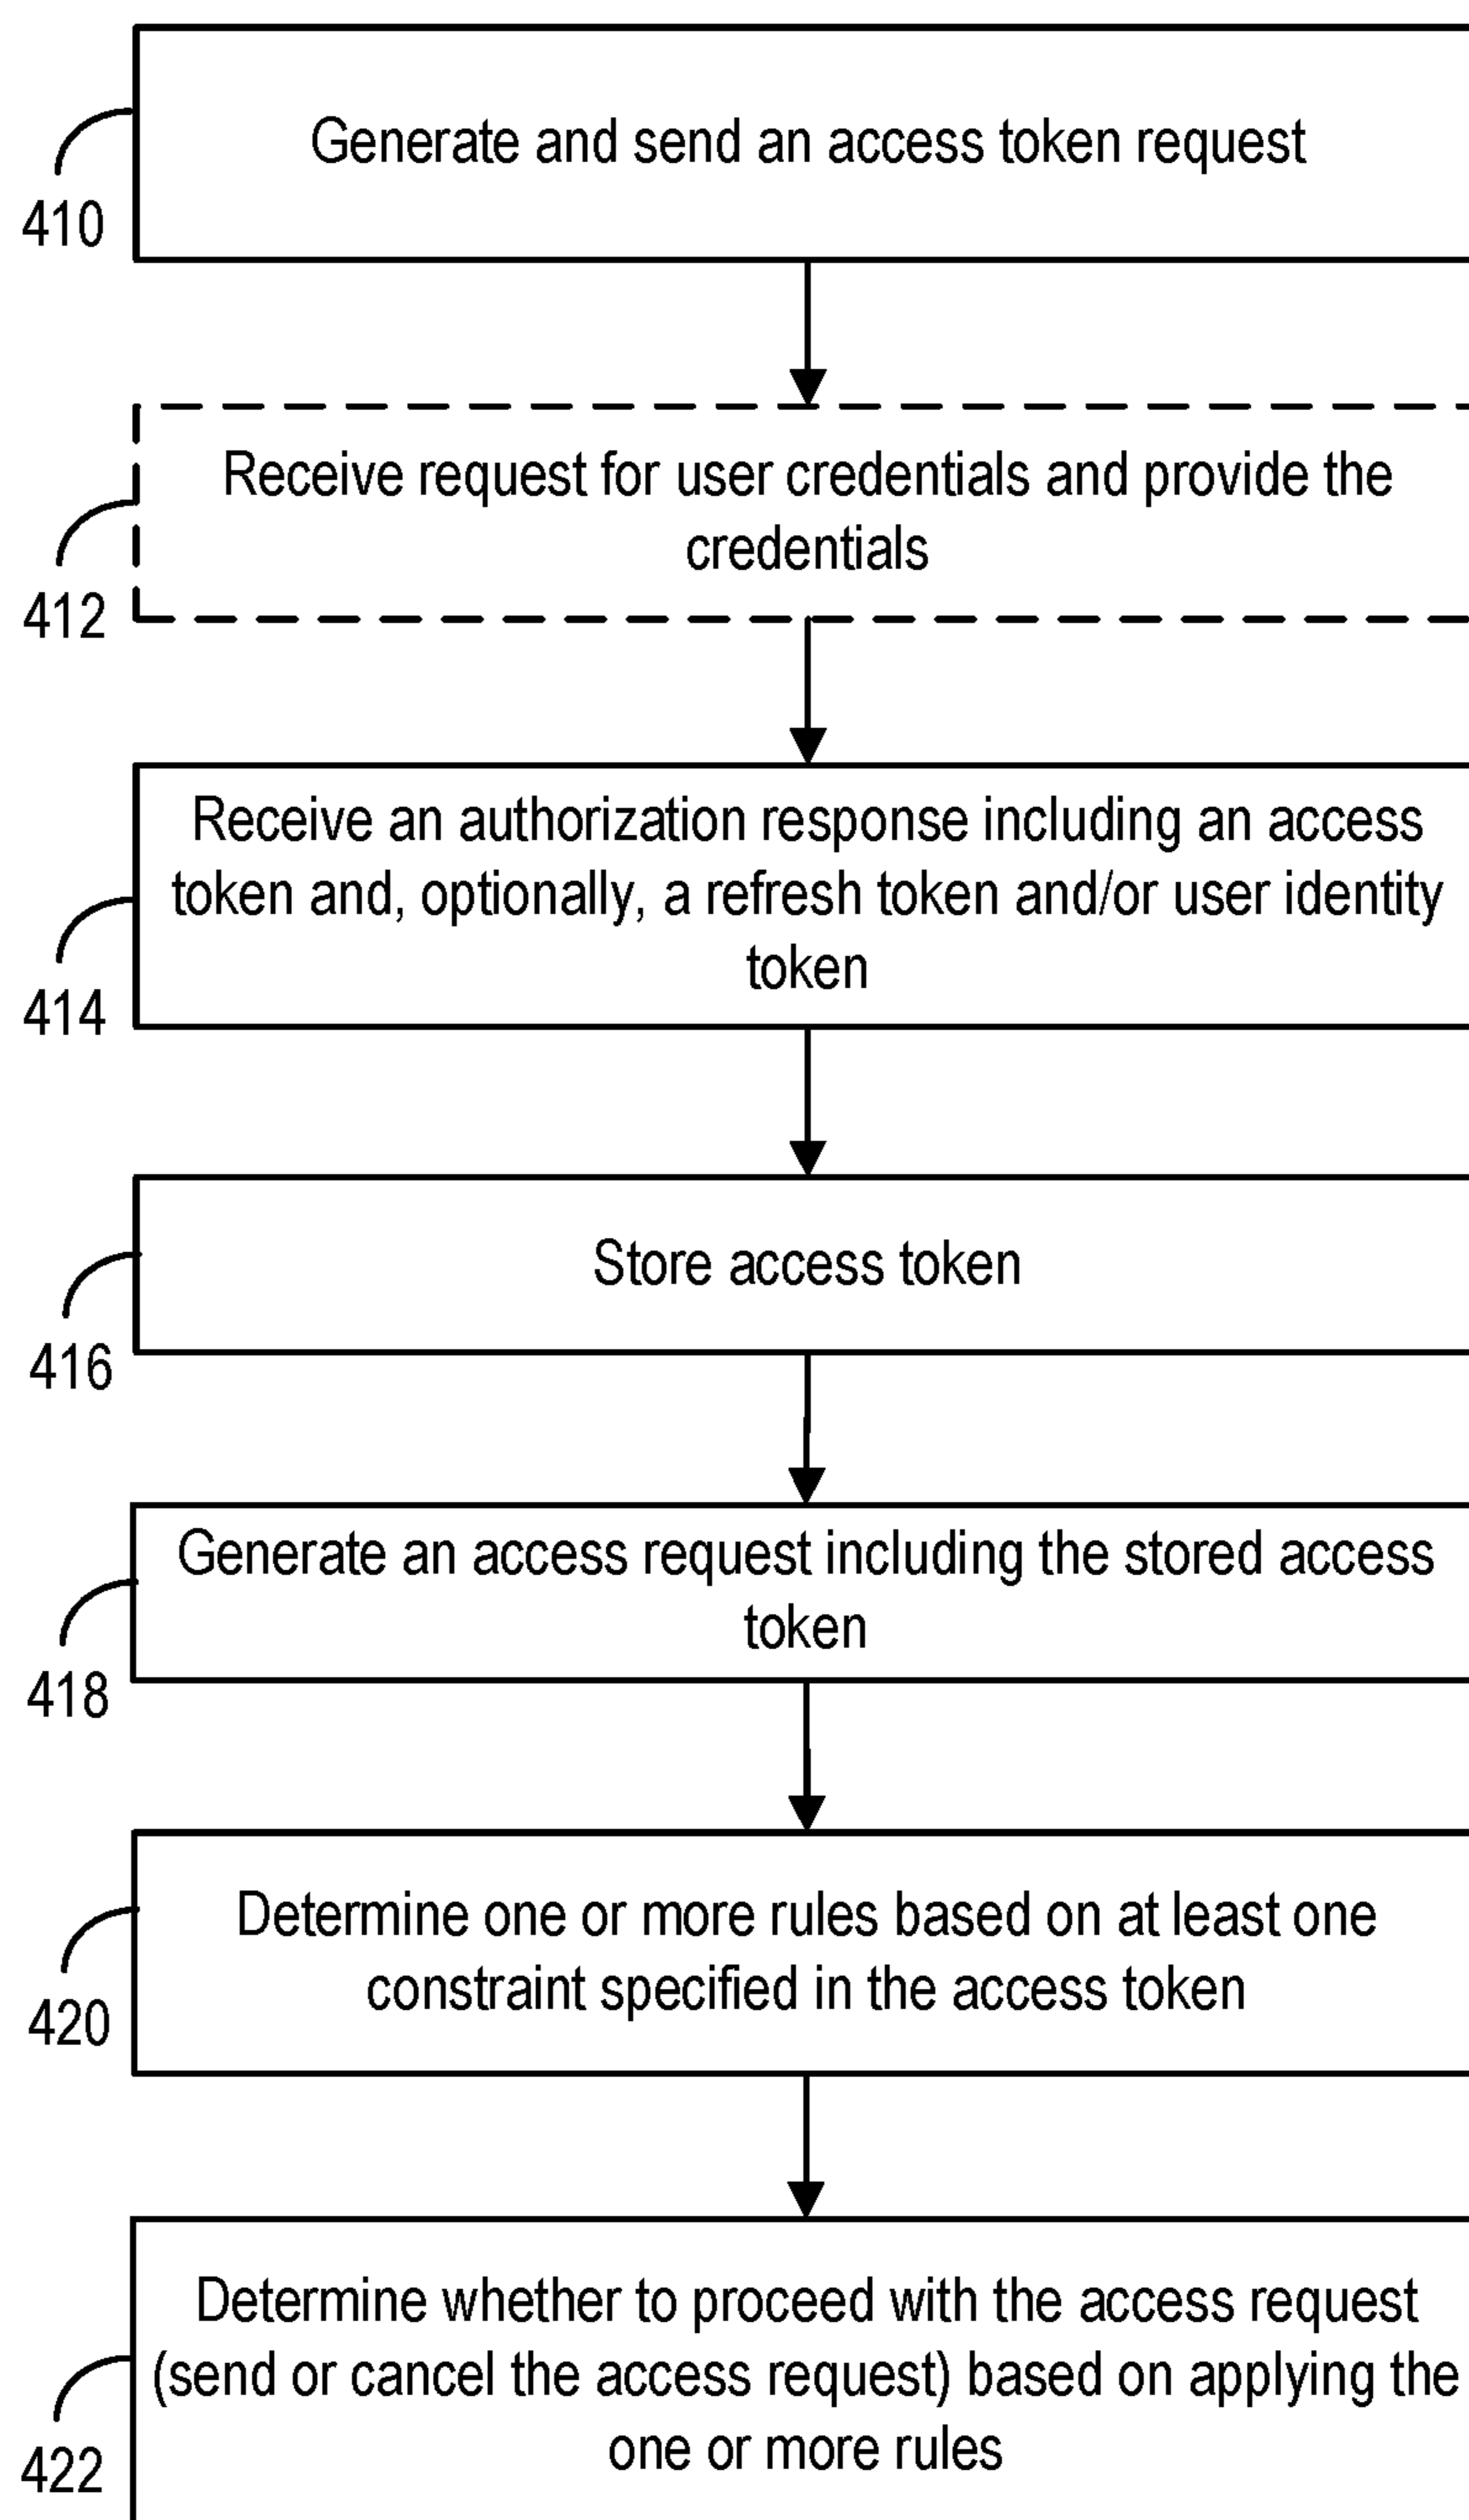 Generate and send an access token request
410
Receive request for user credentials and provide the
credentials
412
Receive an authorization response including an access
token and, optionally, a refresh token and/or user identity
token
414
Store access token
416
Generate an access request including the stored access
token
418
Determine one or more rules based on at least one
constraint specified in the access token
420
Determine whether to proceed with the access request
(send or cancel the access request) based on applying the
one or more rules
422